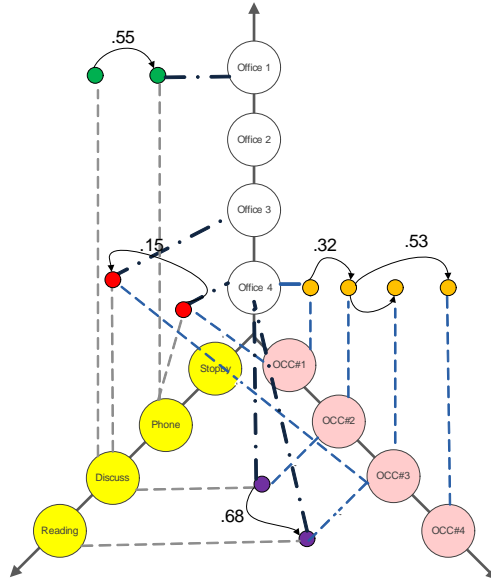 .55
Office 1
Office 2
Office 3
.15
.32
.53
Office 4
Stopby
OCC#1
Phone
OCC#2
Discuss
OCC#3
.68
Reading
OCC#4